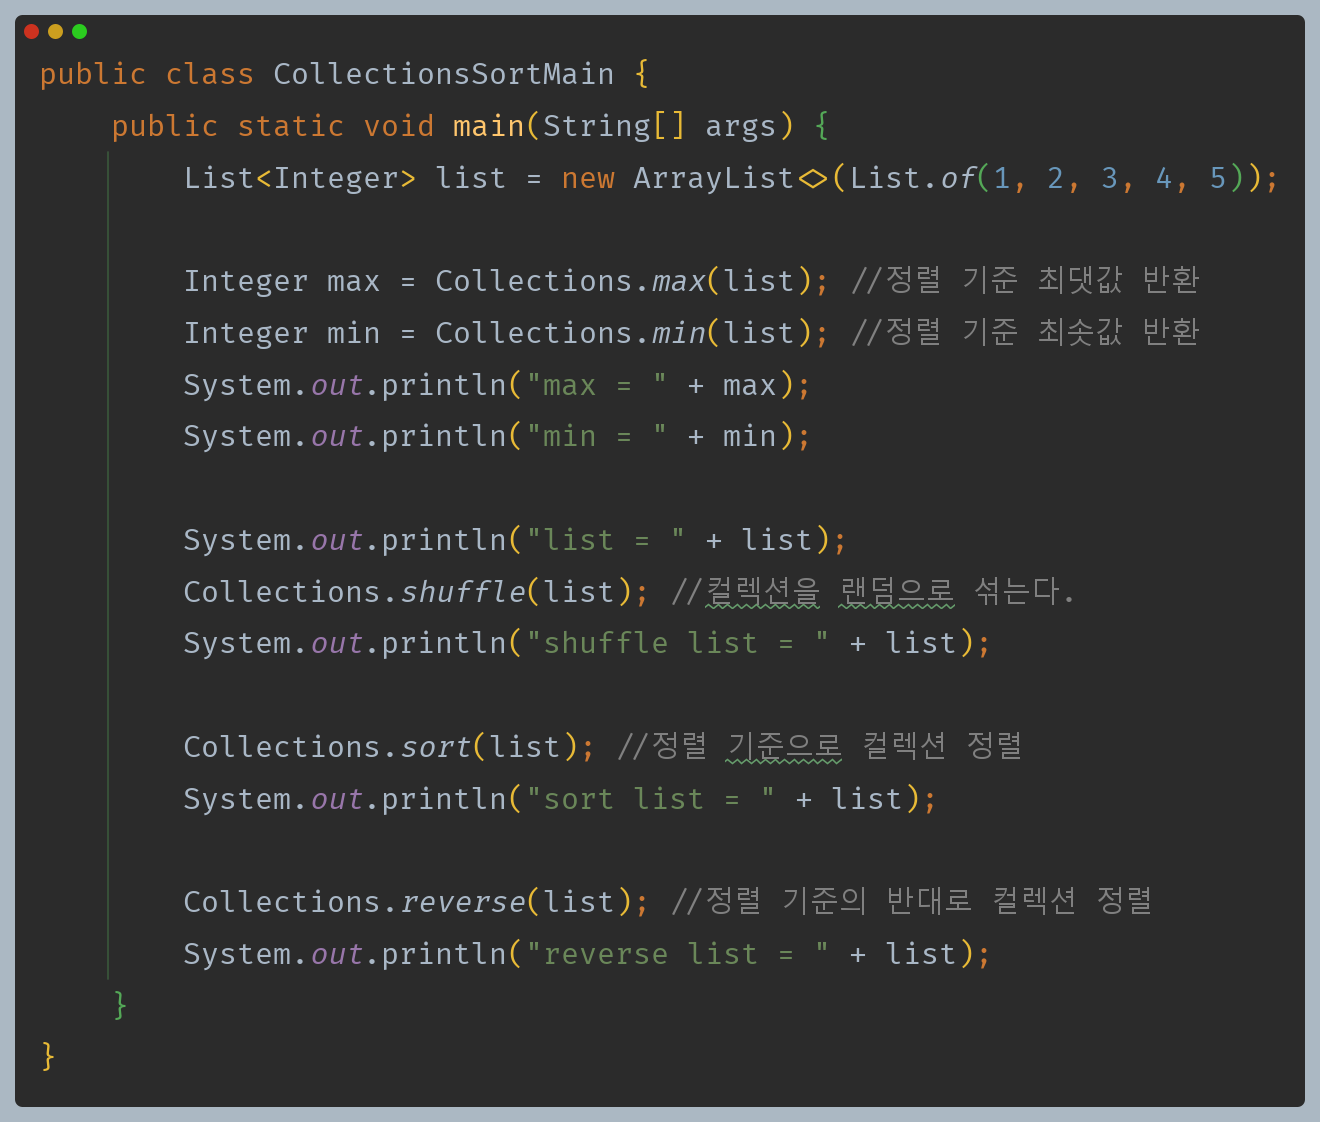 public class CollectionsSortMain {
    public static void main(String[] args) {
        List<Integer> list = new ArrayList<>(List.of(1, 2, 3, 4, 5));
        Integer max = Collections.max(list); //정렬 기준 최댓값 반환
        Integer min = Collections.min(list); //정렬 기준 최솟값 반환
        System.out.println("max = " + max);
        System.out.println("min = " + min);
        System.out.println("list = " + list);
        Collections.shuffle(list); //컬렉션을 랜덤으로 섞는다.
        System.out.println("shuffle list = " + list);
        Collections.sort(list); //정렬 기준으로 컬렉션 정렬
        System.out.println("sort list = " + list);
        Collections.reverse(list); //정렬 기준의 반대로 컬렉션 정렬
        System.out.println("reverse list = " + list);
    }
}